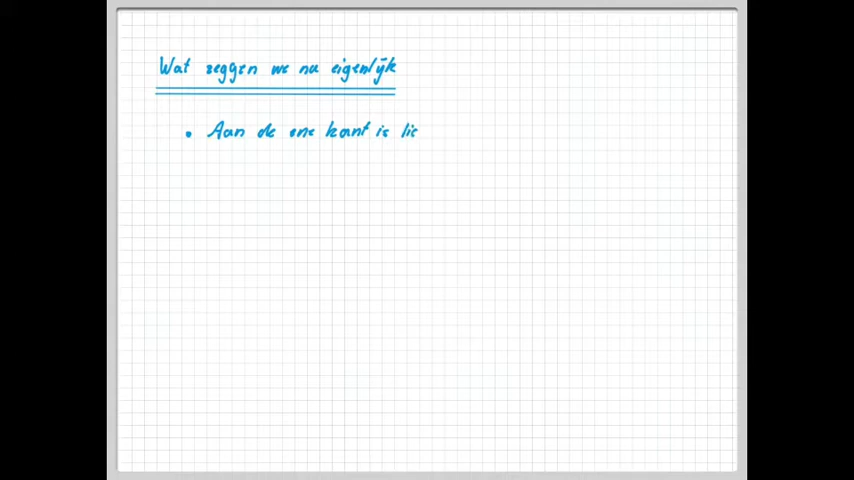 Wat zeggen we nu eigenlijk
• Aan de ene kant is lic